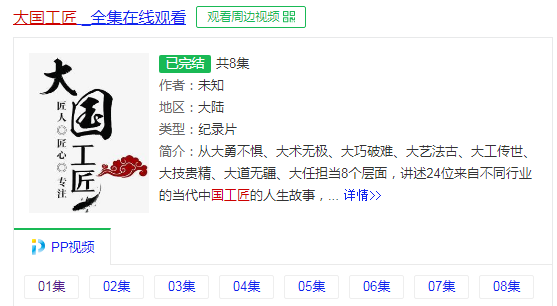 大国工匠_全集在线观看 观看周边视频
已完结 共8集
作者：未知
地区：大陆
类型：纪录片
简介：从大勇不惧、大术无极、大巧破难、大艺法古、大工传世、
大技贵精、大道无疆、大任担当8个层面，讲述24位来自不同行业
的当代中国工匠的人生故事，... 详情>>
大国工匠
匠人◎匠心◎专注
PP视频
01集 02集 03集 04集 05集 06集 07集 08集